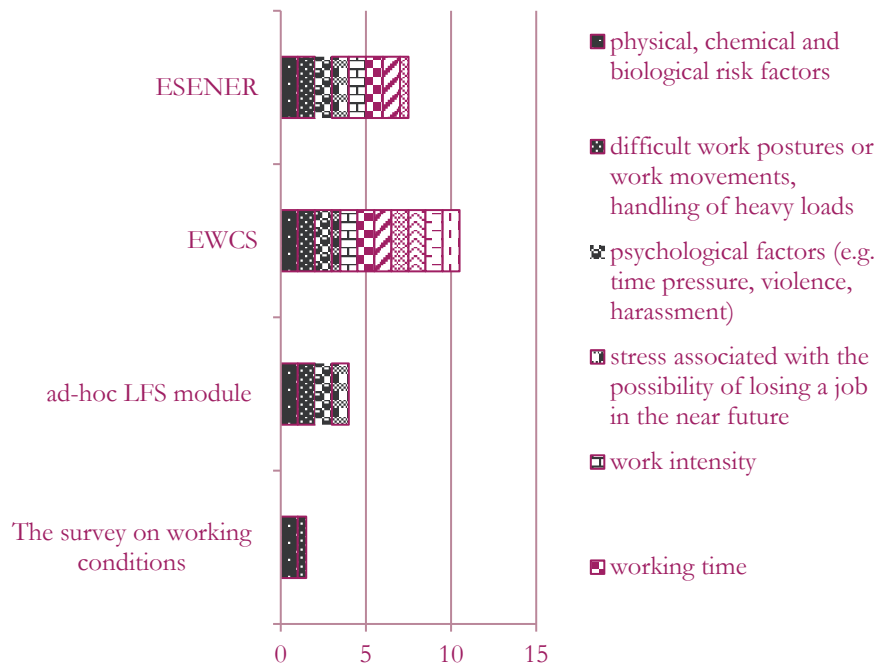 ESENER
EWCS
ad-hoc LFS module
The survey on working
conditions
0 5 10 15
physical, chemical and
biological risk factors
difficult work postures or
work movements,
handling of heavy loads
psychological factors (e.g.
time pressure, violence,
harassment)
stress associated with the
possibility of losing a job
in the near future
work intensity
working time